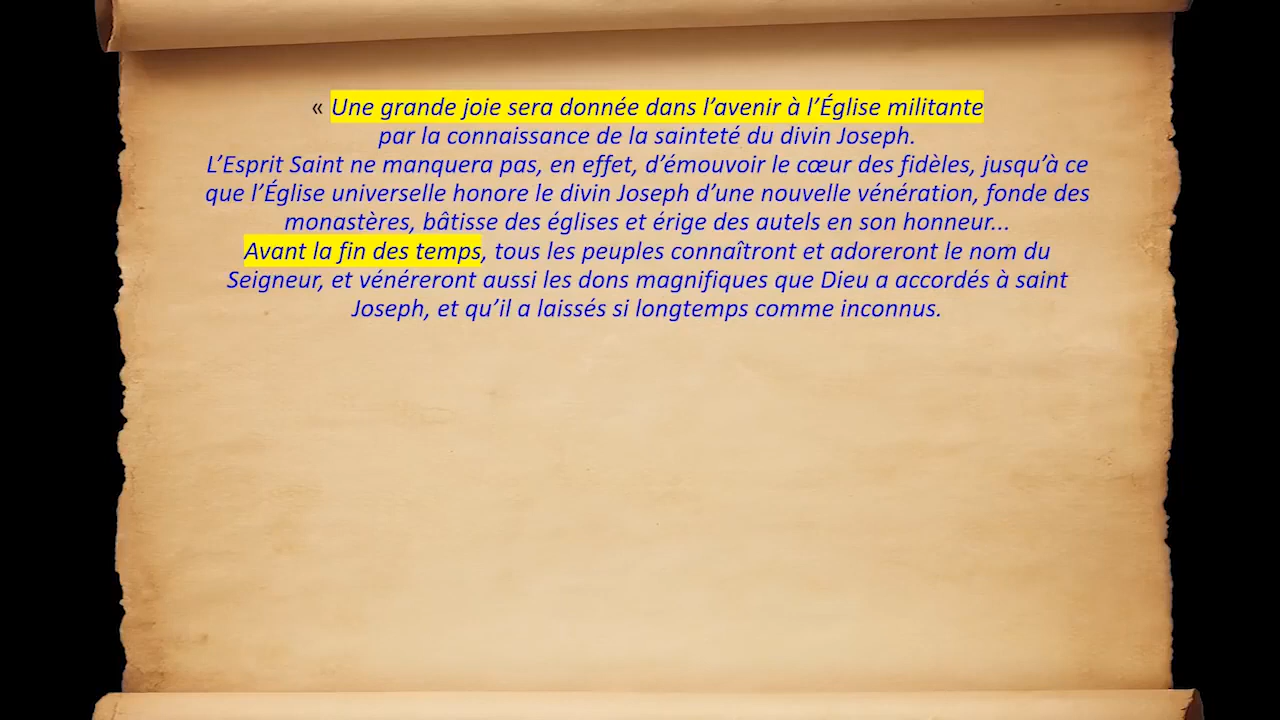 « Une grande joie sera donnée dans l’avenir à l’Église militante
par la connaissance de la sainteté du divin Joseph.
L’Esprit Saint ne manquera pas, en effet, d’émouvoir le cœur des fidèles, jusqu’à ce
que l’Église universelle honore le divin Joseph d’une nouvelle vénération, fonde des
monastères, bâtisse des églises et érige des autels en son honneur...
Avant la fin des temps, tous les peuples connaîtront et adoreront le nom du
Seigneur, et vénéreront aussi les dons magnifiques que Dieu a accordés à saint
Joseph, et qu’il a laissés si longtemps comme inconnus.